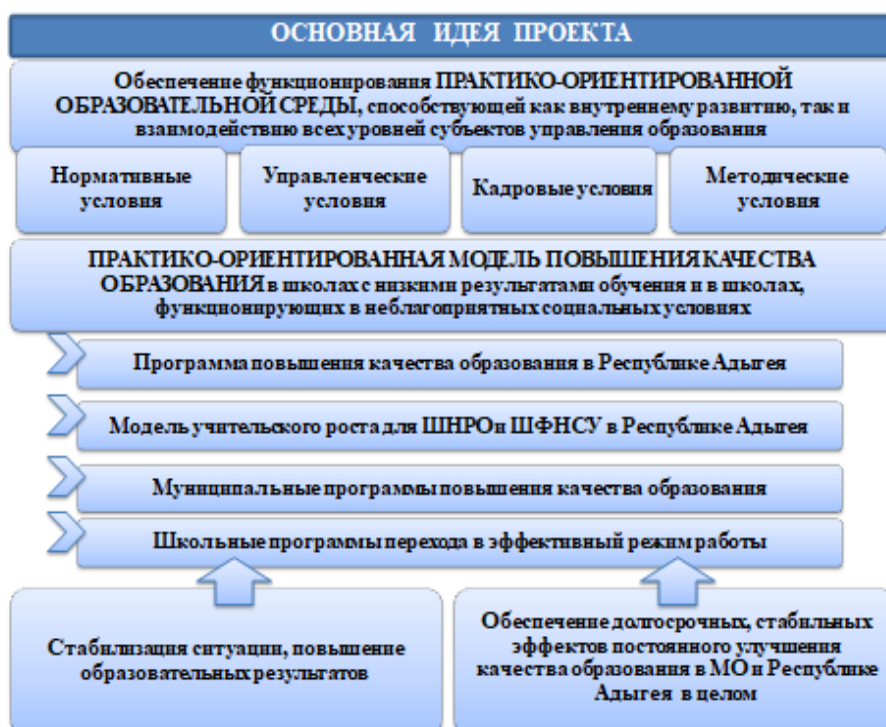 ОСНОВНАЯ ИДЕЯ ПРОЕКТА
Обеспечение функционирования ПРАКТИКО-ОРИЕНТИРОВАННОЙ
ОБРАЗОВАТЕЛЬНОЙ СРЕДЫ, способствующей как внутреннему развитию, так и
взаимодействию всех уровней субъектов управления образования
Нормативные
условия
Управленческие
условия
Кадровые условия
Методические
условия
ПРАКТИКО-ОРИЕНТИРОВАННАЯ МОДЕЛЬ ПОВЫШЕНИЯ КАЧЕСТВА
ОБРАЗОВАНИЯ в школах с низкими результатами обучения и в школах,
функционирующих в неблагоприятных социальных условиях
Программа повышения качества образования в Республике Адыгея
Модель учительского роста для ШНРО и ШФНСУ в Республике Адыгея
Муниципальные программы повышения качества образования
Школьные программы перехода в эффективный режим работы
Стабилизация ситуации, повышение
образовательных результатов
Обеспечение долгосрочных, стабильных
эффектов постоянного улучшения
качества образования в МО и Республике
Адыгея в целом